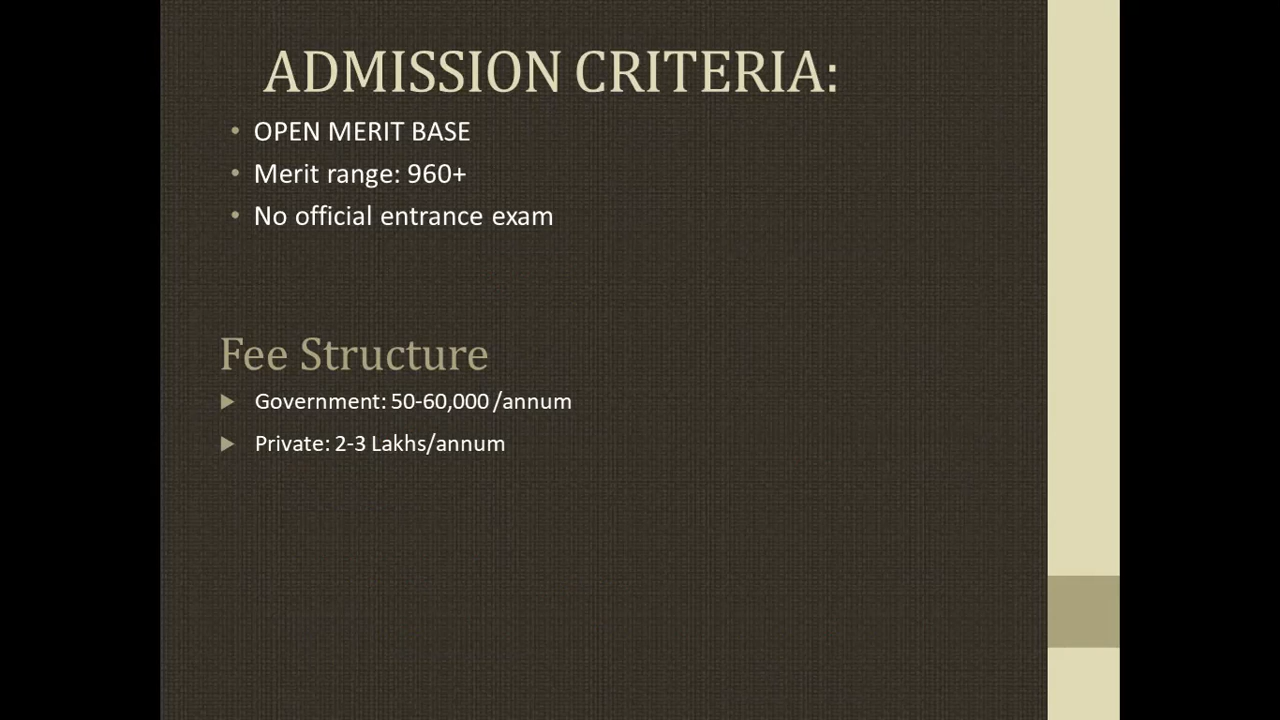 ADMISSION CRITERIA:
• OPEN MERIT BASE
• Merit range: 960+
• No official entrance exam
Fee Structure
▶ Government: 50-60,000 /annum
▶ Private: 2-3 Lakhs/annum